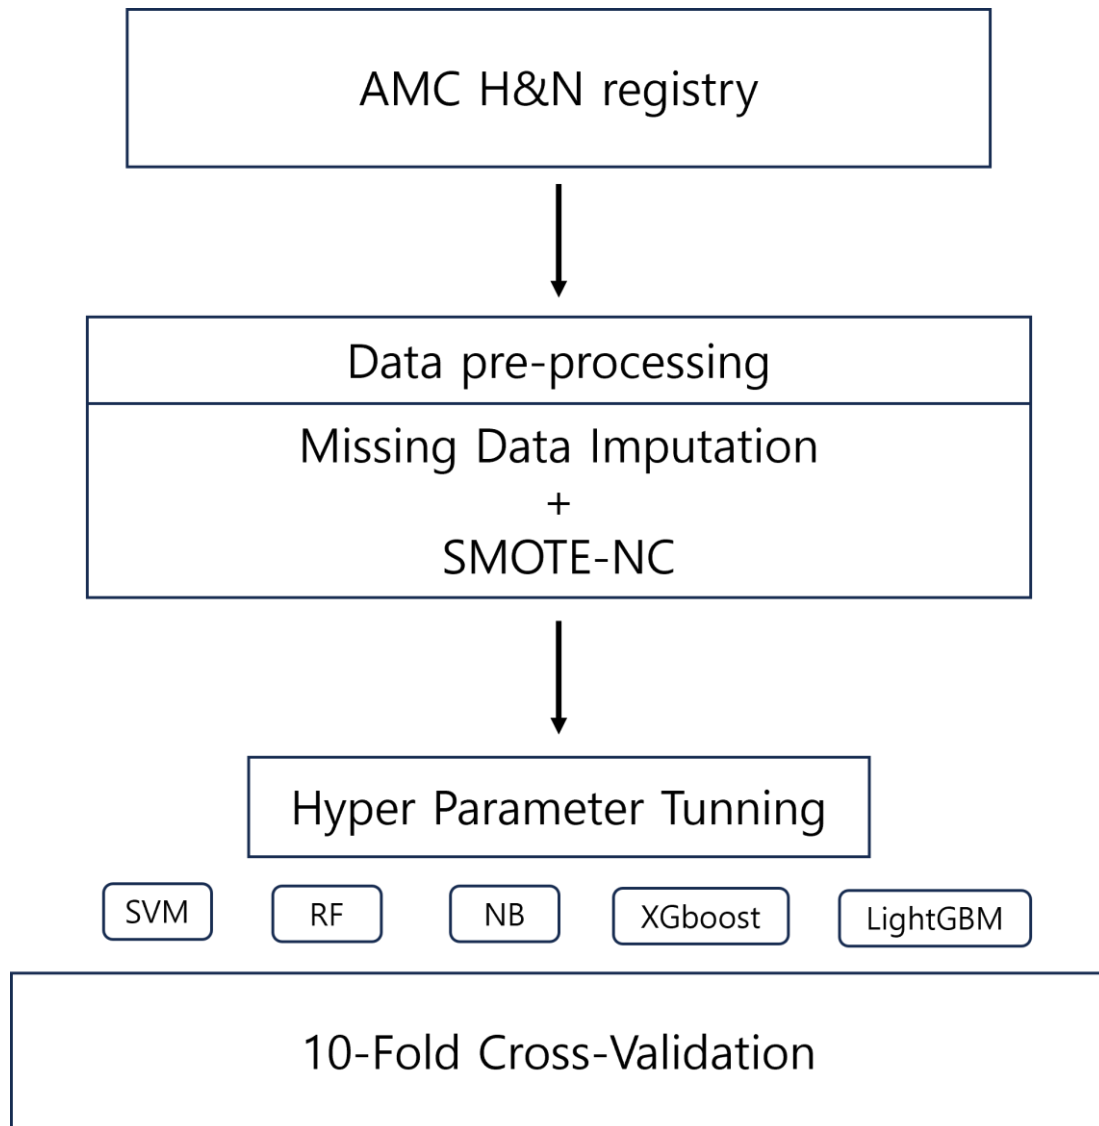 AMC H&N registry
Data pre-processing
Missing Data Imputation
+
SMOTE-NC
Hyper Parameter Tunning
SVM
RF
NB
XGboost
LightGBM
10-Fold Cross-Validation